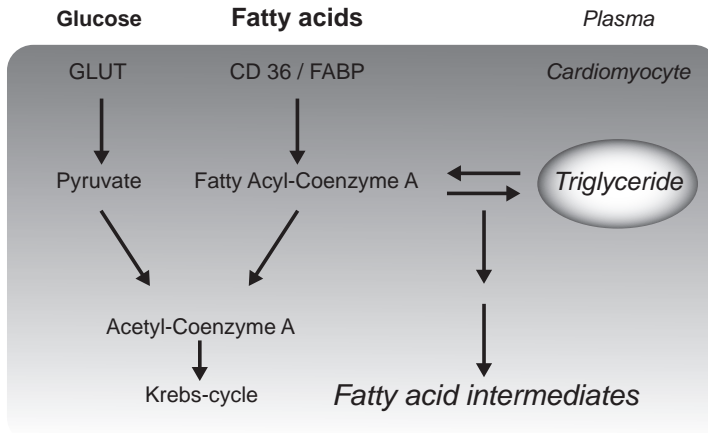 Glucose Fatty acids Plasma
GLUT CD 36 / FABP Cardiomyocyte
Pyruvate Fatty Acyl-Coenzyme A Triglyceride
Acetyl-Coenzyme A
Krebs-cycle Fatty acid intermediates